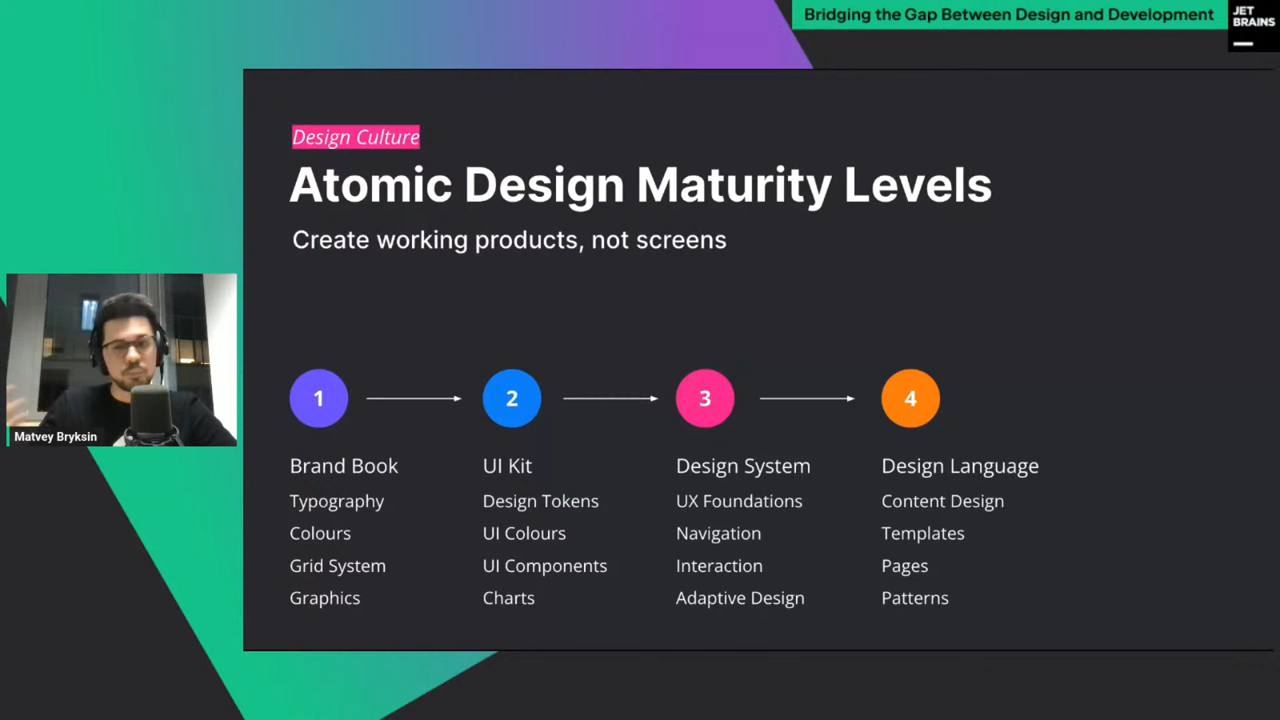 Bridging the Gap Between Design and Development
JET
BRAINS
Design Culture
Atomic Design Maturity Levels
Create working products, not screens
1
2
3
4
Brand Book
Typography
Colours
Grid System
Graphics
UI Kit
Design Tokens
UI Colours
UI Components
Charts
Design System
UX Foundations
Navigation
Interaction
Adaptive Design
Design Language
Content Design
Templates
Pages
Patterns
Matvey Bryksin